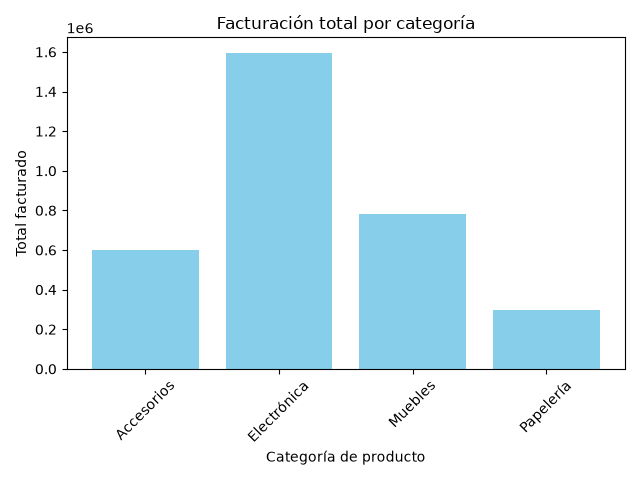 Facturación total por categoría
1e6
Total facturado
1.6
1.4
1.2
1.0
0.8
0.6
0.4
0.2
0.0
Accesorios
Electrónica
Muebles
Papelería
Categoría de producto